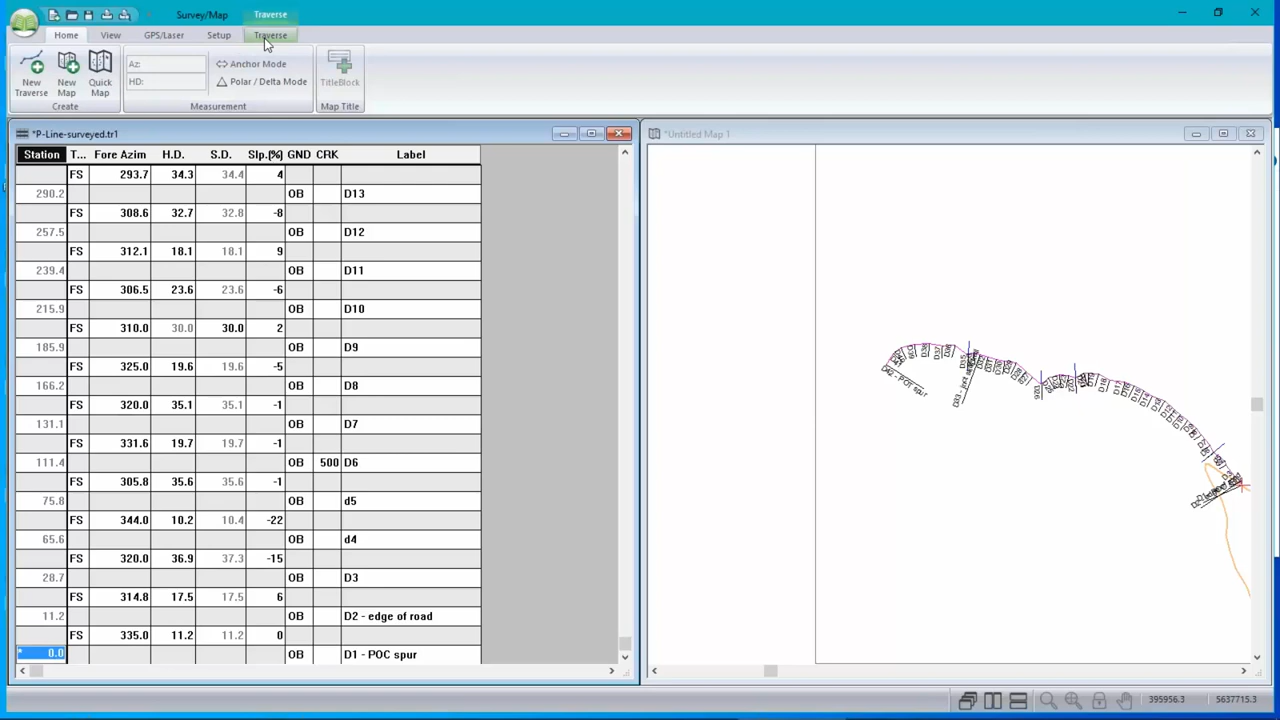 Survey/Map Traverse
Home View GPS/Laser Setup Traverse
New Traverse
New Map
Quick Map
Create
Az:
HD:
Anchor Mode
Polar / Delta Mode
Measurement
TitleBlock
Map Title
*P-Line-surveyed.tr1
Station T... Fore Azim H.D. S.D. Slp.(%) GND CRK Label
FS 293.7 34.3 34.4 4
290.2 OB D13
FS 308.6 32.7 32.8 -8
257.5 OB D12
FS 312.1 18.1 18.1 9
239.4 OB D11
FS 306.5 23.6 23.6 -6
215.9 OB D10
FS 310.0 30.0 30.0 2
185.9 OB D9
FS 325.0 19.6 19.6 -5
166.2 OB D8
FS 320.0 35.1 35.1 -1
131.1 OB D7
FS 331.6 19.7 19.7 -1
111.4 OB 500 D6
FS 305.8 35.6 35.6 -1
75.8 OB d5
FS 344.0 10.2 10.4 -22
65.6 OB d4
FS 320.0 36.9 37.3 -15
28.7 OB D3
FS 314.8 17.5 17.5 6
11.2 OB D2 - edge of road
FS 335.0 11.2 11.2 0
* 0.0 OB D1 - POC spur
*Untitled Map 1
POT spur
395956.3 5637715.3